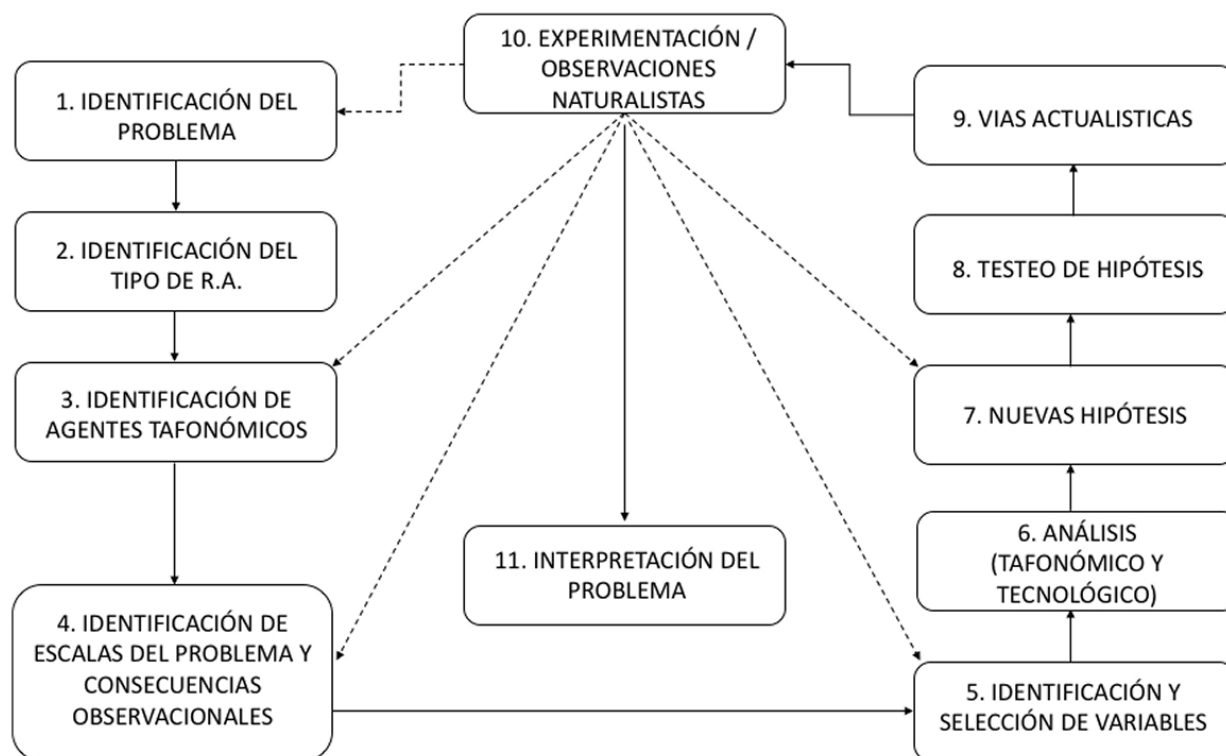 1. IDENTIFICACIÓN DEL
PROBLEMA
2. IDENTIFICACIÓN DEL
TIPO DE R.A.
3. IDENTIFICACIÓN DE
AGENTES TAFONÓMICOS
4. IDENTIFICACIÓN DE
ESCALAS DEL PROBLEMA Y
CONSECUENCIAS
OBSERVACIONALES
5. IDENTIFICACIÓN Y
SELECCIÓN DE VARIABLES
6. ANÁLISIS
(TAFONÓMICO Y
TECNOLÓGICO)
7. NUEVAS HIPÓTESIS
8. TESTEO DE HIPÓTESIS
9. VIAS ACTUALISTICAS
10. EXPERIMENTACIÓN /
OBSERVACIONES
NATURALISTAS
11. INTERPRETACIÓN DEL
PROBLEMA